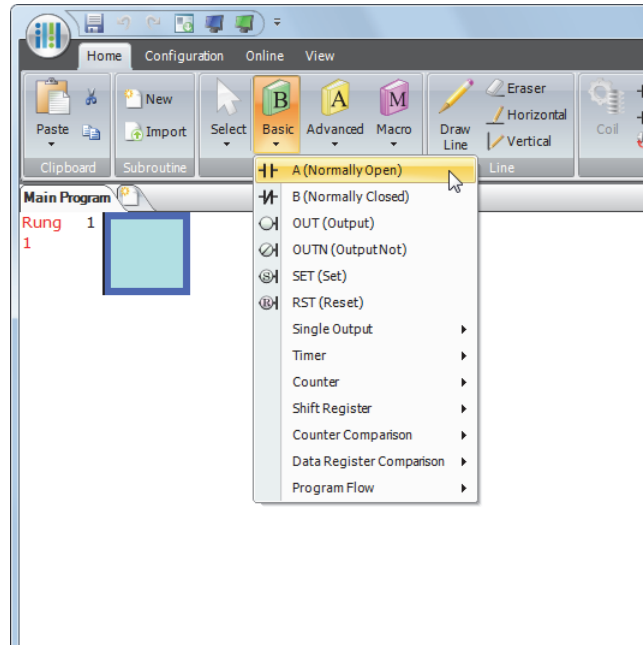 Home Configuration Online View
Paste
New
Import
Select
B
Basic
A
Advanced
M
Macro
Draw Line
Eraser
Horizontal
Vertical
Coil
Clipboard
Subroutine
Line
A (Normally Open)
B (Normally Closed)
OUT (Output)
OUTN (Output Not)
S SET (Set)
R RST (Reset)
Single Output
Timer
Counter
Shift Register
Counter Comparison
Data Register Comparison
Program Flow
Main Program
Rung 1
1